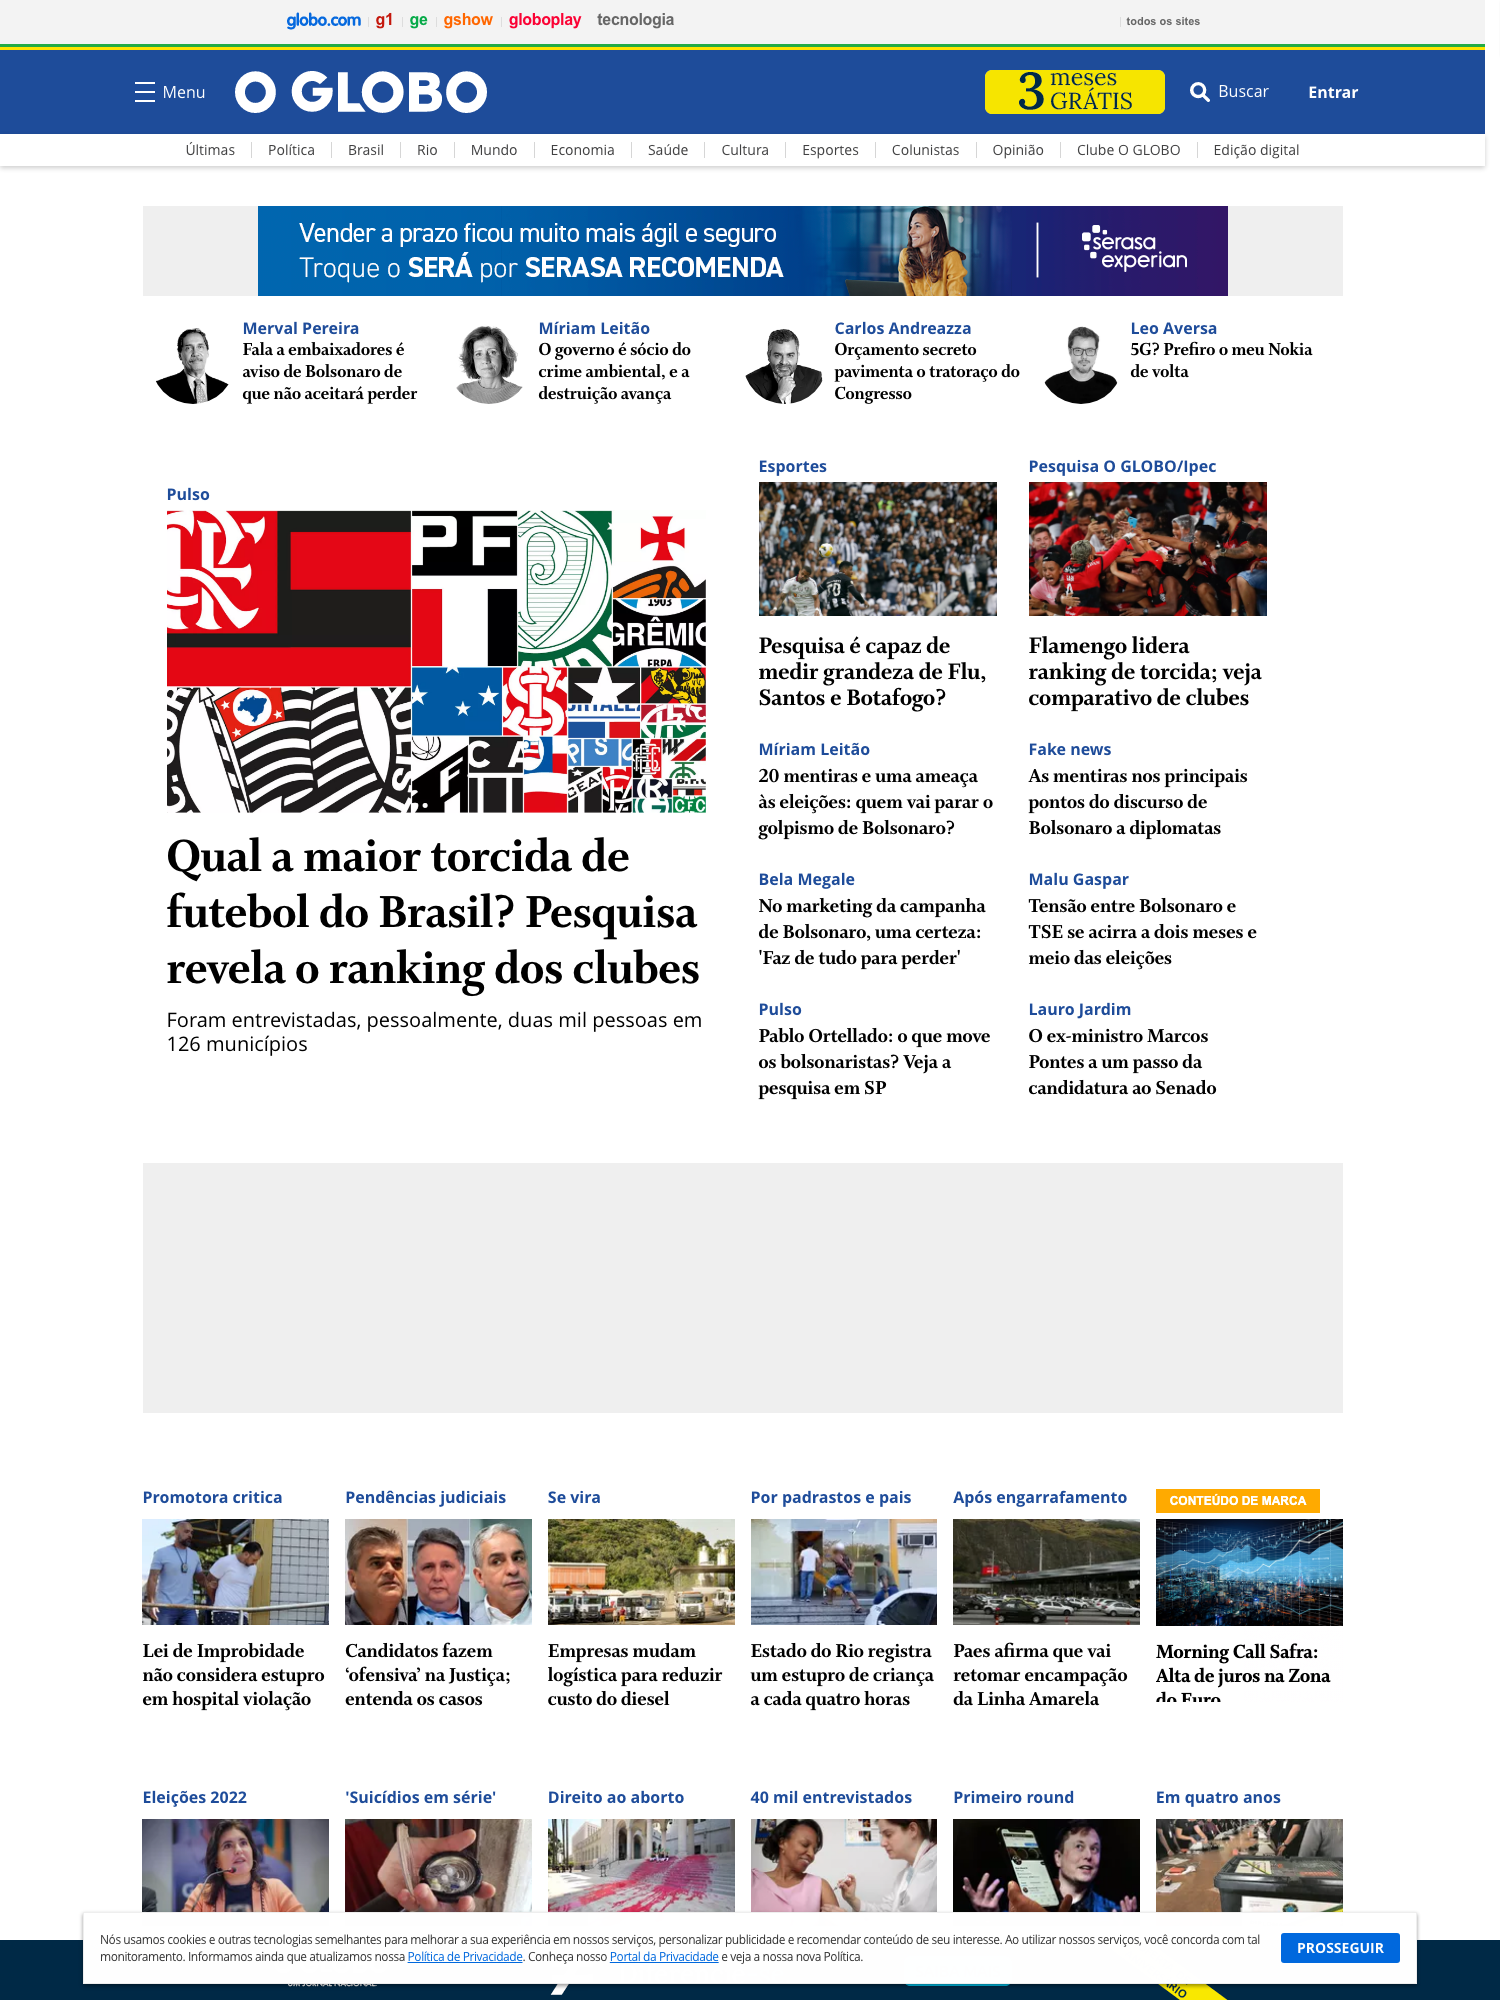 globo.com g1 ge gshow globoplay tecnologia todos os sites
Menu O GLOBO 3 meses GRÁTIS Buscar Entrar
Últimas Política Brasil Rio Mundo Economia Saúde Cultura Esportes Colunistas Opinião Clube O GLOBO Edição digital
Vender a prazo ficou muito mais ágil e seguro
Troque o SERÁ por SERASA RECOMENDA
serasa
experian
Merval Pereira
Fala a embaixadores é
aviso de Bolsonaro de
que não aceitará perder
Míriam Leitão
O governo é sócio do
crime ambiental, e a
destruição avança
Carlos Andreazza
Orçamento secreto
pavimenta o tratoraço do
Congresso
Leo Aversa
5G? Prefiro o meu Nokia
de volta
Pulso
PF
1903
GRÊMIO
FBPA
CFC
Qual a maior torcida de
futebol do Brasil? Pesquisa
revela o ranking dos clubes
Foram entrevistadas, pessoalmente, duas mil pessoas em
126 municípios
Esportes
Pesquisa é capaz de
medir grandeza de Flu,
Santos e Botafogo?
Pesquisa O GLOBO/Ipec
Flamengo lidera
ranking de torcida; veja
comparativo de clubes
Míriam Leitão
20 mentiras e uma ameaça
às eleições: quem vai parar o
golpismo de Bolsonaro?
Fake news
As mentiras nos principais
pontos do discurso de
Bolsonaro a diplomatas
Bela Megale
No marketing da campanha
de Bolsonaro, uma certeza:
'Faz de tudo para perder'
Malu Gaspar
Tensão entre Bolsonaro e
TSE se acirra a dois meses e
meio das eleições
Pulso
Pablo Ortellado: o que move
os bolsonaristas? Veja a
pesquisa em SP
Lauro Jardim
O ex-ministro Marcos
Pontes a um passo da
candidatura ao Senado
Promotora critica
Lei de Improbidade
não considera estupro
em hospital violação
Pendências judiciais
Candidatos fazem
‘ofensiva’ na Justiça;
entenda os casos
Se vira
Empresas mudam
logística para reduzir
custo do diesel
Por padrastos e pais
Estado do Rio registra
um estupro de criança
a cada quatro horas
Após engarrafamento
Paes afirma que vai
retomar encampação
da Linha Amarela
CONTEÚDO DE MARCA
Morning Call Safra:
Alta de juros na Zona
do Euro
Eleições 2022
'Suicídios em série'
Direito ao aborto
40 mil entrevistados
Primeiro round
Em quatro anos
Nós usamos cookies e outras tecnologias semelhantes para melhorar a sua experiência em nossos serviços, personalizar publicidade e recomendar conteúdo de seu interesse. Ao utilizar nossos serviços, você concorda com tal
monitoramento. Informamos ainda que atualizamos nossa Política de Privacidade. Conheça nosso Portal da Privacidade e veja a nossa nova Política.
PROSSEGUIR